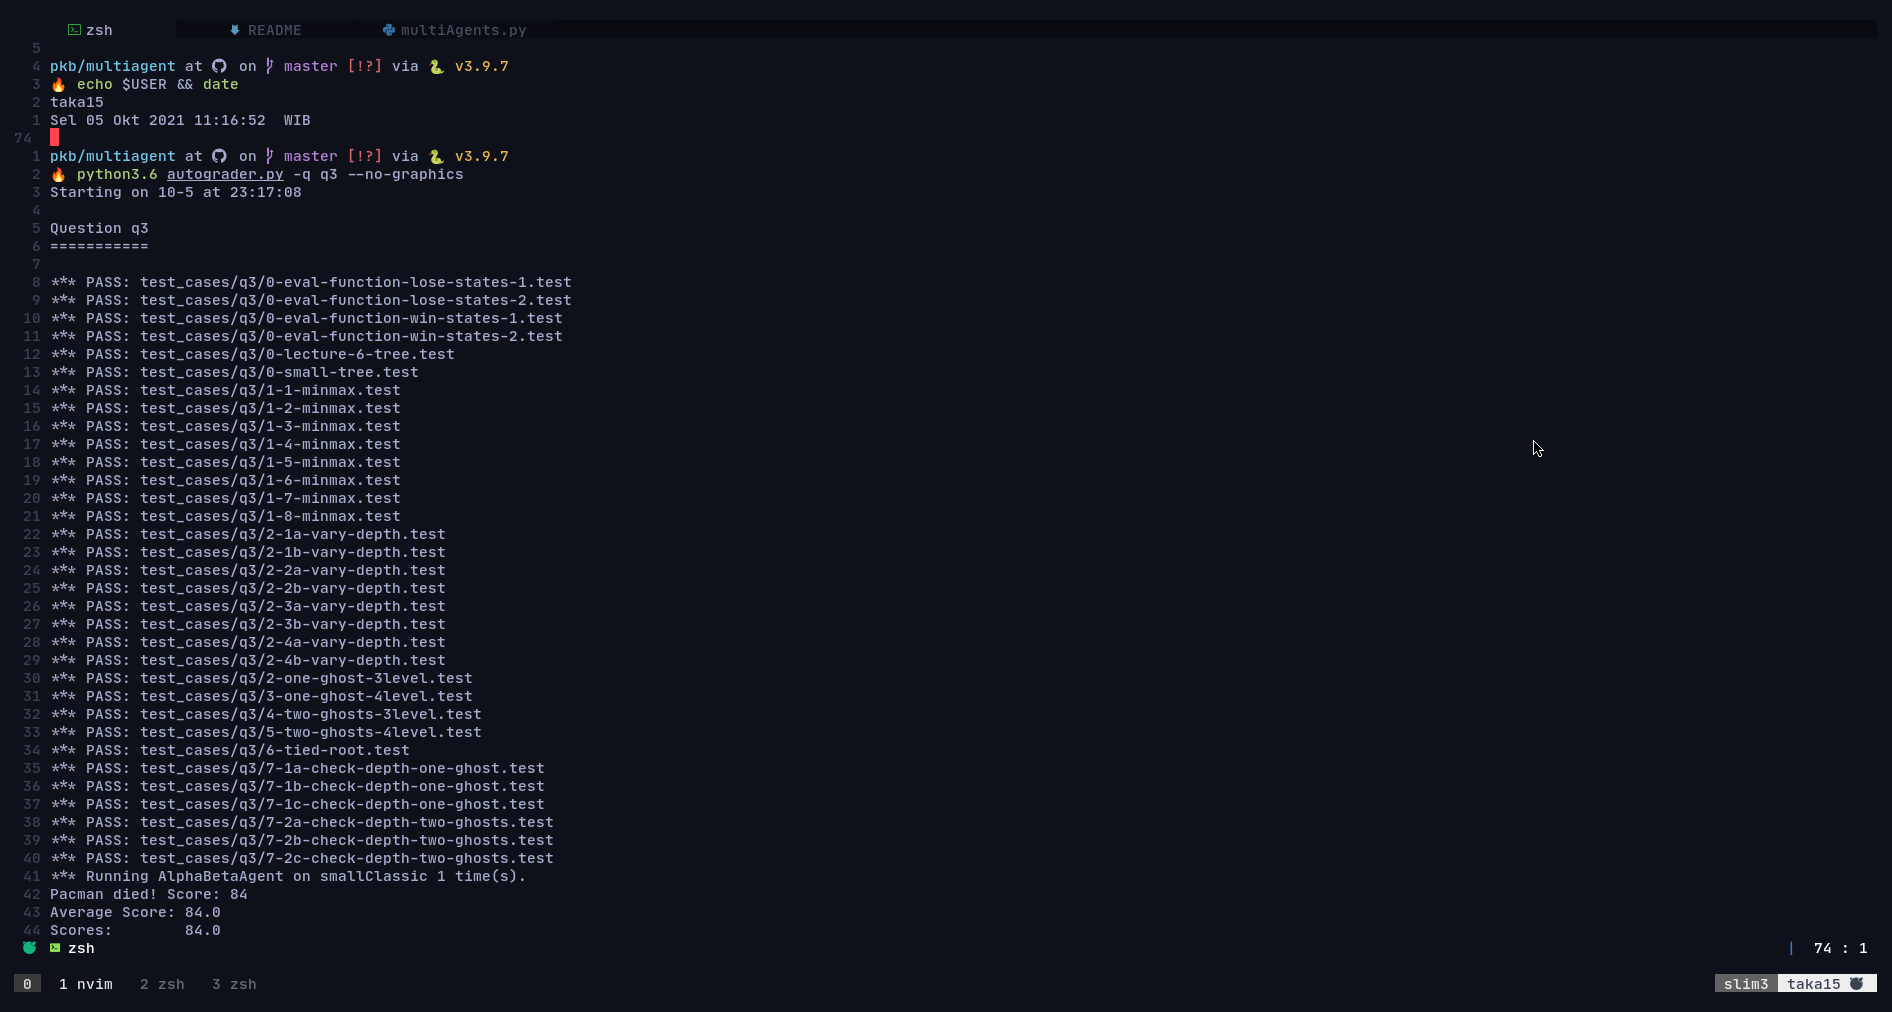 zsh README multiAgents.py
5
4 pkb/multiagent at on master [!?] via v3.9.7
3 echo $USER && date
2 taka15
1 Sel 05 Okt 2021 11:16:52 WIB
74
1 pkb/multiagent at on master [!?] via v3.9.7
2 python3.6 autograder.py -q q3 --no-graphics
3 Starting on 10-5 at 23:17:08
4
5 Question q3
6 ===========
7
8 *** PASS: test_cases/q3/0-eval-function-lose-states-1.test
9 *** PASS: test_cases/q3/0-eval-function-lose-states-2.test
10 *** PASS: test_cases/q3/0-eval-function-win-states-1.test
11 *** PASS: test_cases/q3/0-eval-function-win-states-2.test
12 *** PASS: test_cases/q3/0-lecture-6-tree.test
13 *** PASS: test_cases/q3/0-small-tree.test
14 *** PASS: test_cases/q3/1-1-minmax.test
15 *** PASS: test_cases/q3/1-2-minmax.test
16 *** PASS: test_cases/q3/1-3-minmax.test
17 *** PASS: test_cases/q3/1-4-minmax.test
18 *** PASS: test_cases/q3/1-5-minmax.test
19 *** PASS: test_cases/q3/1-6-minmax.test
20 *** PASS: test_cases/q3/1-7-minmax.test
21 *** PASS: test_cases/q3/1-8-minmax.test
22 *** PASS: test_cases/q3/2-1a-vary-depth.test
23 *** PASS: test_cases/q3/2-1b-vary-depth.test
24 *** PASS: test_cases/q3/2-2a-vary-depth.test
25 *** PASS: test_cases/q3/2-2b-vary-depth.test
26 *** PASS: test_cases/q3/2-3a-vary-depth.test
27 *** PASS: test_cases/q3/2-3b-vary-depth.test
28 *** PASS: test_cases/q3/2-4a-vary-depth.test
29 *** PASS: test_cases/q3/2-4b-vary-depth.test
30 *** PASS: test_cases/q3/2-one-ghost-3level.test
31 *** PASS: test_cases/q3/3-one-ghost-4level.test
32 *** PASS: test_cases/q3/4-two-ghosts-3level.test
33 *** PASS: test_cases/q3/5-two-ghosts-4level.test
34 *** PASS: test_cases/q3/6-tied-root.test
35 *** PASS: test_cases/q3/7-1a-check-depth-one-ghost.test
36 *** PASS: test_cases/q3/7-1b-check-depth-one-ghost.test
37 *** PASS: test_cases/q3/7-1c-check-depth-one-ghost.test
38 *** PASS: test_cases/q3/7-2a-check-depth-two-ghosts.test
39 *** PASS: test_cases/q3/7-2b-check-depth-two-ghosts.test
40 *** PASS: test_cases/q3/7-2c-check-depth-two-ghosts.test
41 *** Running AlphaBetaAgent on smallClassic 1 time(s).
42 Pacman died! Score: 84
43 Average Score: 84.0
44 Scores: 84.0
zsh | 74 : 1
0 1 nvim 2 zsh 3 zsh slim3 taka15